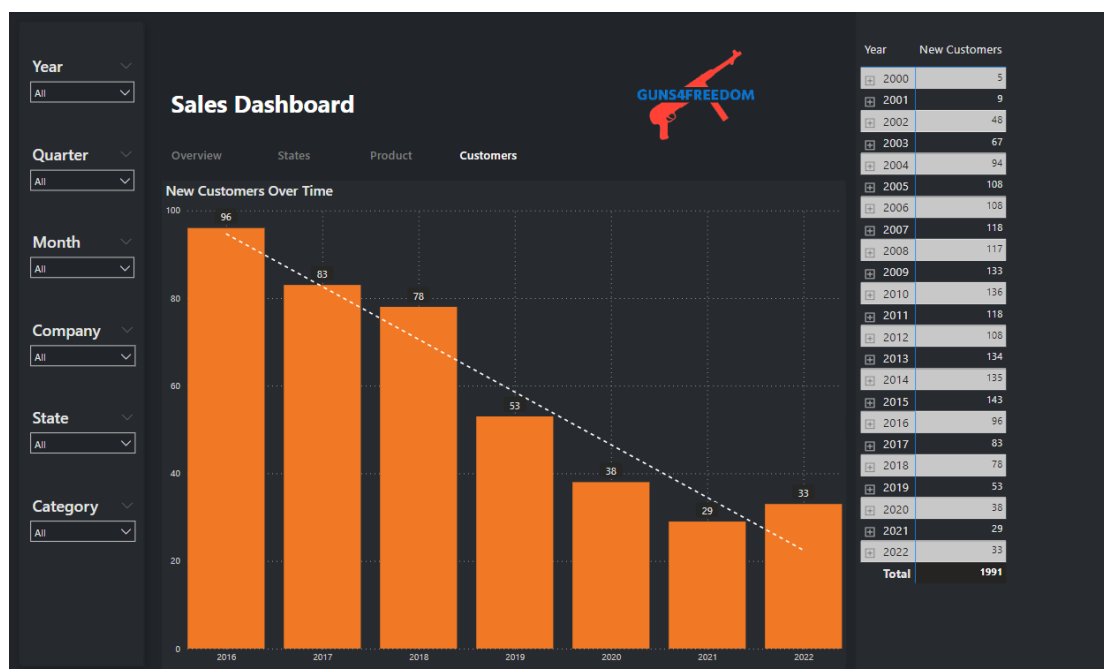 Year
All
Quarter
All
Month
All
Company
All
State
All
Category
All
Sales Dashboard
GUNS4FREEDOM
Overview States Product Customers
New Customers Over Time
100
80
60
40
20
0
96
83
78
53
38
29
33
2016 2017 2018 2019 2020 2021 2022
Year New Customers
2000 5
2001 9
2002 48
2003 67
2004 94
2005 108
2006 108
2007 118
2008 117
2009 133
2010 136
2011 118
2012 108
2013 134
2014 135
2015 143
2016 96
2017 83
2018 78
2019 53
2020 38
2021 29
2022 33
Total 1991